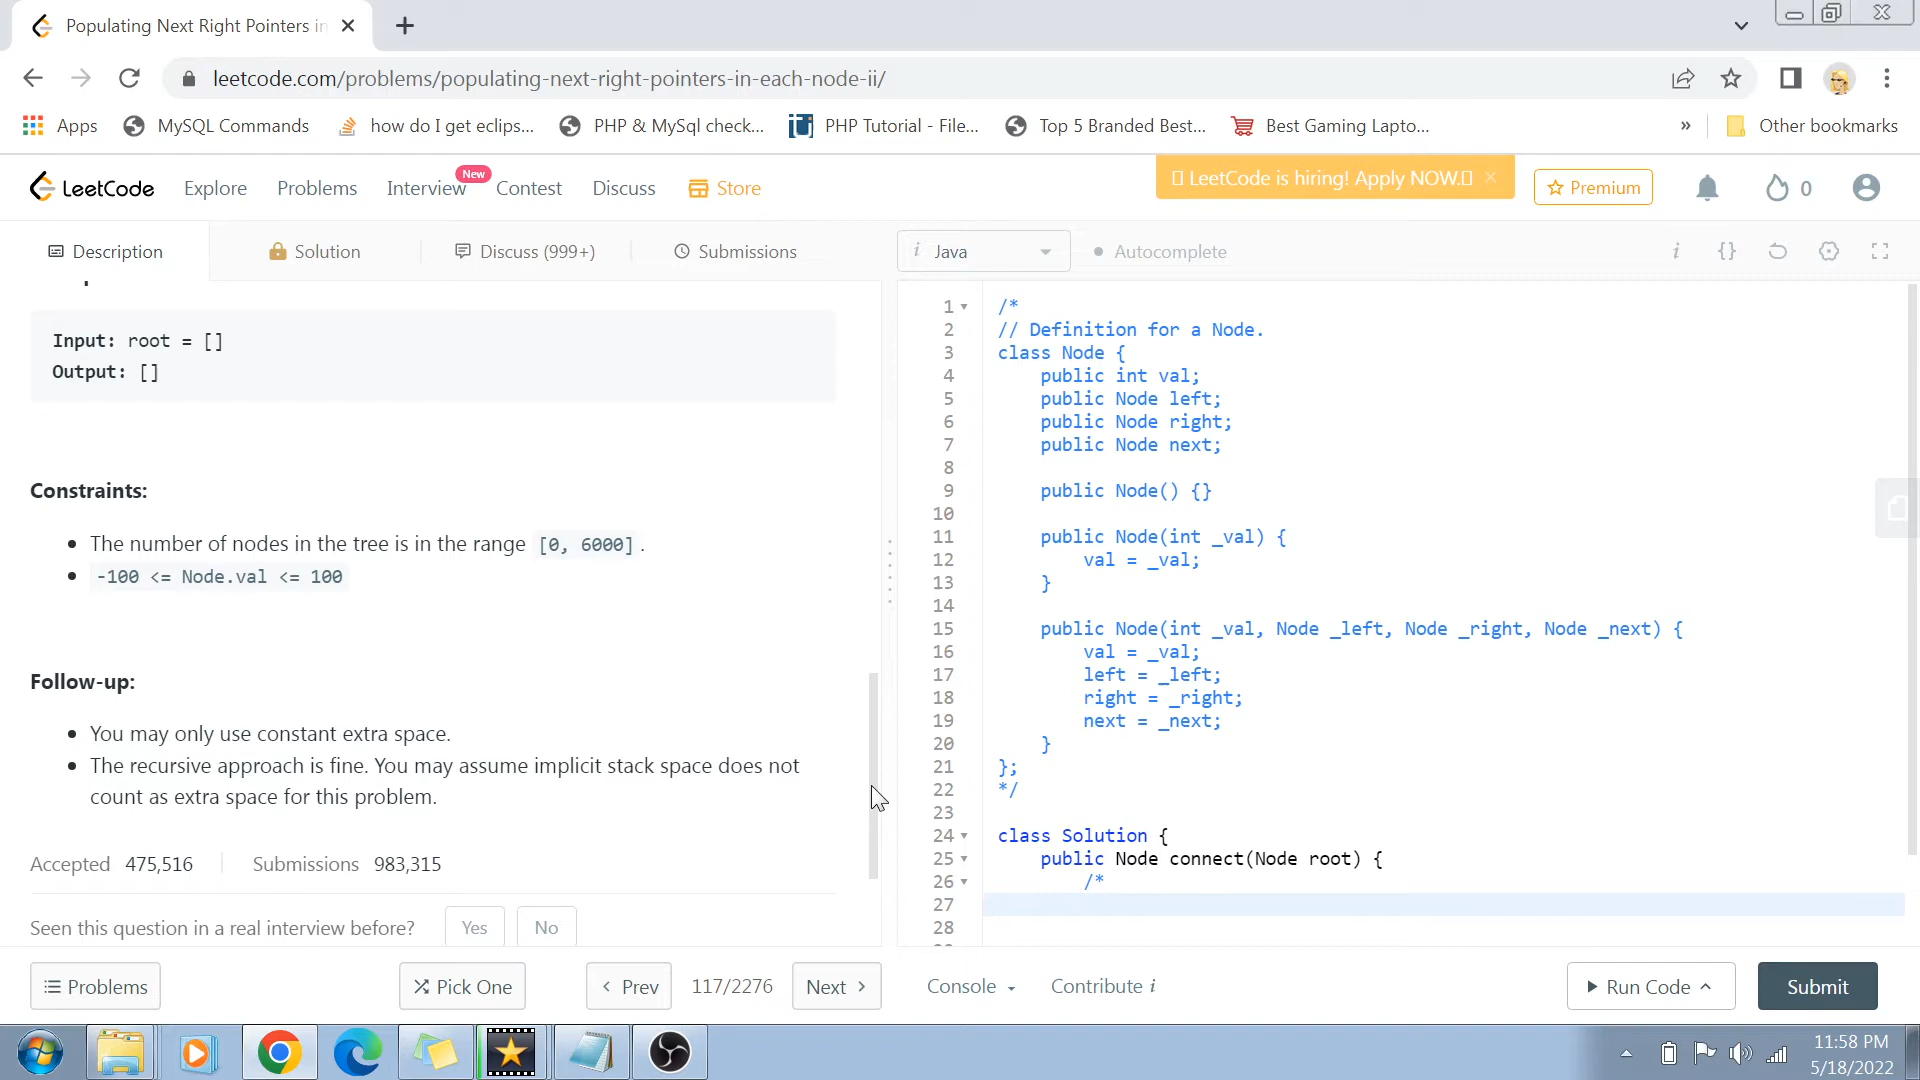 Populating Next Right Pointers in
leetcode.com/problems/populating-next-right-pointers-in-each-node-ii/
Apps
MySQL Commands
how do I get eclips...
PHP & MySql check...
PHP Tutorial - File...
Top 5 Branded Best...
Best Gaming Lapto...
»
Other bookmarks
LeetCode
Explore
Problems
Interview
New
Contest
Discuss
Store
LeetCode is hiring! Apply NOW.
Premium
0
Description
Solution
Discuss (999+)
Submissions
i Java
Autocomplete
i {}
Input: root = []
Output: []
Constraints:
The number of nodes in the tree is in the range [0, 6000].
-100 <= Node.val <= 100
Follow-up:
You may only use constant extra space.
The recursive approach is fine. You may assume implicit stack space does not
count as extra space for this problem.
Accepted 475,516
Submissions 983,315
Seen this question in a real interview before?
Yes
No
1 /*
2 // Definition for a Node.
3 class Node {
4 public int val;
5 public Node left;
6 public Node right;
7 public Node next;
8
9 public Node() {}
10
11 public Node(int _val) {
12 val = _val;
13 }
14
15 public Node(int _val, Node _left, Node _right, Node _next) {
16 val = _val;
17 left = _left;
18 right = _right;
19 next = _next;
20 }
21 };
22 */
23
24 class Solution {
25 public Node connect(Node root) {
26 /*
27
28
Problems
Pick One
Prev
117/2276
Next
Console
Contribute i
Run Code
Submit
11:58 PM
5/18/2022